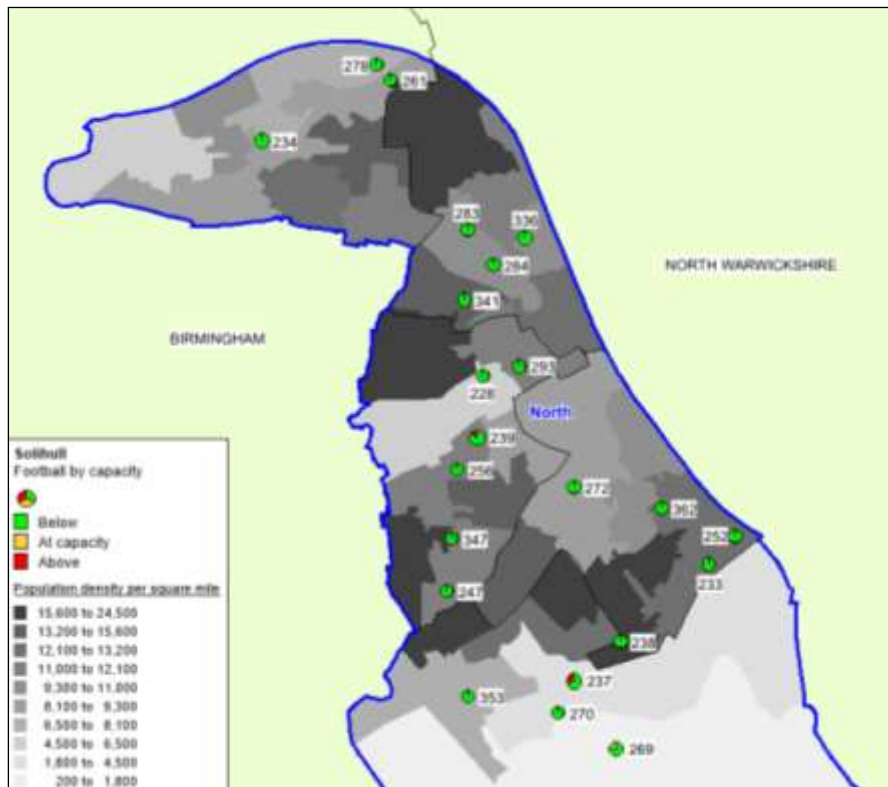 278
261
234
283
336
284
NORTH WARWICKSHIRE
341
BIRMINGHAM
293
228
North
239
256
272
362
347
252
233
247
238
237
353
270
269
Solihull
Football by capacity
Below
At capacity
Above
Population density per square mile
15,600 to 24,500
13,200 to 15,600
12,100 to 13,200
11,000 to 12,100
9,300 to 11,000
8,100 to 9,300
6,500 to 8,100
4,500 to 6,500
1,800 to 4,500
200 to 1,800